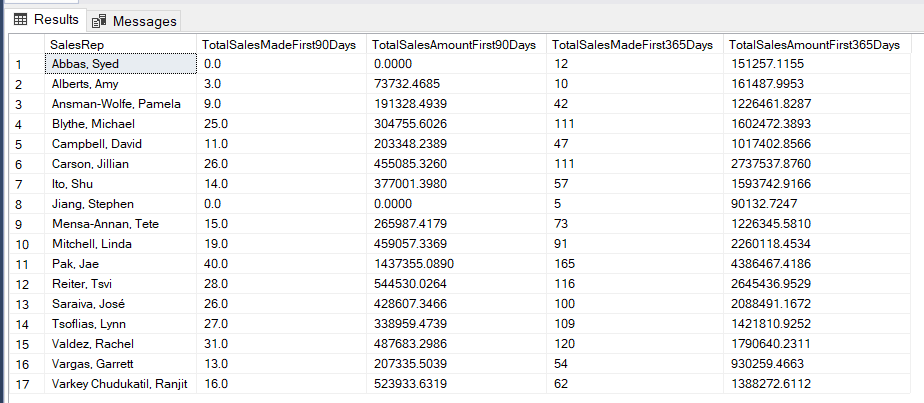 Results Messages
SalesRep TotalSalesMadeFirst90Days TotalSalesAmountFirst90Days TotalSalesMadeFirst365Days TotalSalesAmountFirst365Days
1 Abbas, Syed 0.0 0.0000 12 151257.1155
2 Alberts, Amy 3.0 73732.4685 10 161487.9953
3 Ansman-Wolfe, Pamela 9.0 191328.4939 42 1226461.8287
4 Blythe, Michael 25.0 304755.6026 111 1602472.3893
5 Campbell, David 11.0 203348.2389 47 1017402.8566
6 Carson, Jillian 26.0 455085.3260 111 2737537.8760
7 Ito, Shu 14.0 377001.3980 57 1593742.9166
8 Jiang, Stephen 0.0 0.0000 5 90132.7247
9 Mensa-Annan, Tete 15.0 265987.4179 73 1226345.5810
10 Mitchell, Linda 19.0 459057.3369 91 2260118.4534
11 Pak, Jae 40.0 1437355.0890 165 4386467.4186
12 Reiter, Tsvi 28.0 544530.0264 116 2645436.9529
13 Saraiva, José 26.0 428607.3466 100 2088491.1672
14 Tsoflias, Lynn 27.0 338959.4739 109 1421810.9252
15 Valdez, Rachel 31.0 487683.2986 120 1790640.2311
16 Vargas, Garrett 13.0 207335.5039 54 930259.4663
17 Varkey Chudukatil, Ranjit 16.0 523933.6319 62 1388272.6112